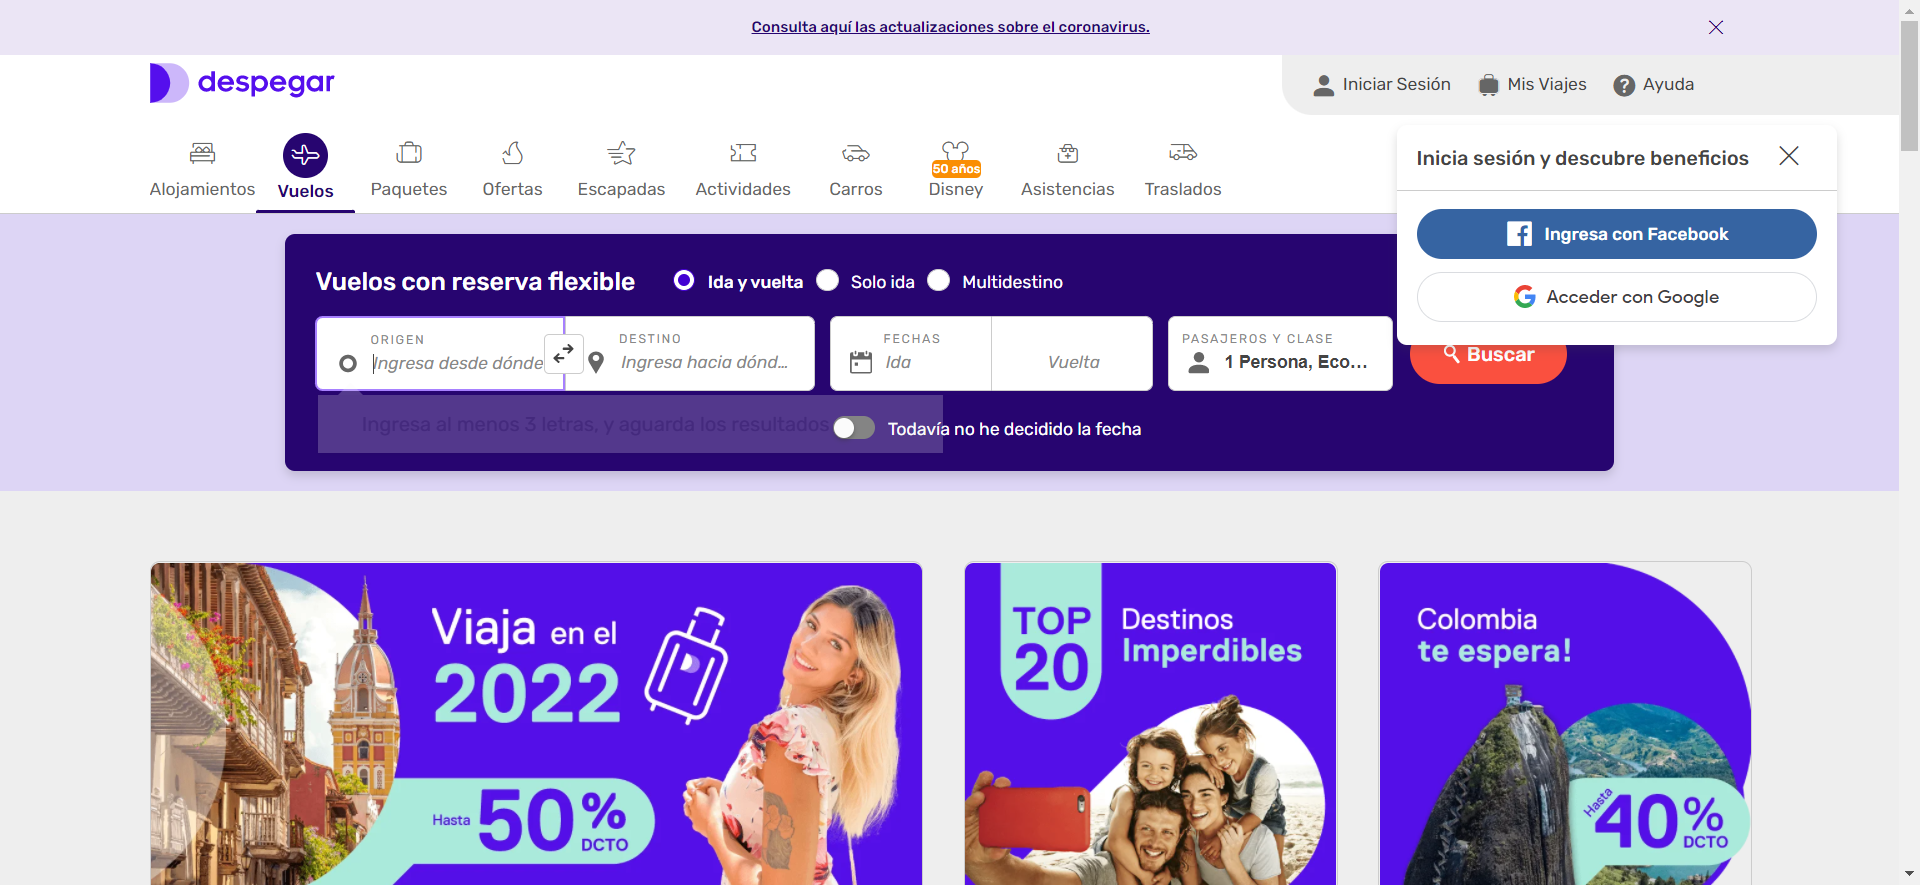 Consulta aquí las actualizaciones sobre el coronavirus.
despegar
Iniciar Sesión
Mis Viajes
? Ayuda
Alojamientos
Vuelos
Paquetes
Ofertas
Escapadas
Actividades
Carros
50 años
Disney
Asistencias
Traslados
Inicia sesión y descubre beneficios
Ingresa con Facebook
Acceder con Google
Vuelos con reserva flexible
Ida y vuelta
Solo ida
Multidestino
ORIGEN
Ingresa desde dónde
DESTINO
Ingresa hacia dónd...
FECHAS
Ida
Vuelta
PASAJEROS Y CLASE
1 Persona, Eco...
Buscar
Ingresa al menos 3 letras, y aguarda los resultados
Todavía no he decidido la fecha
Viaja en el
2022
Hasta 50% DCTO
TOP
20
Destinos
Imperdibles
Colombia
te espera!
Hasta 40% DCTO